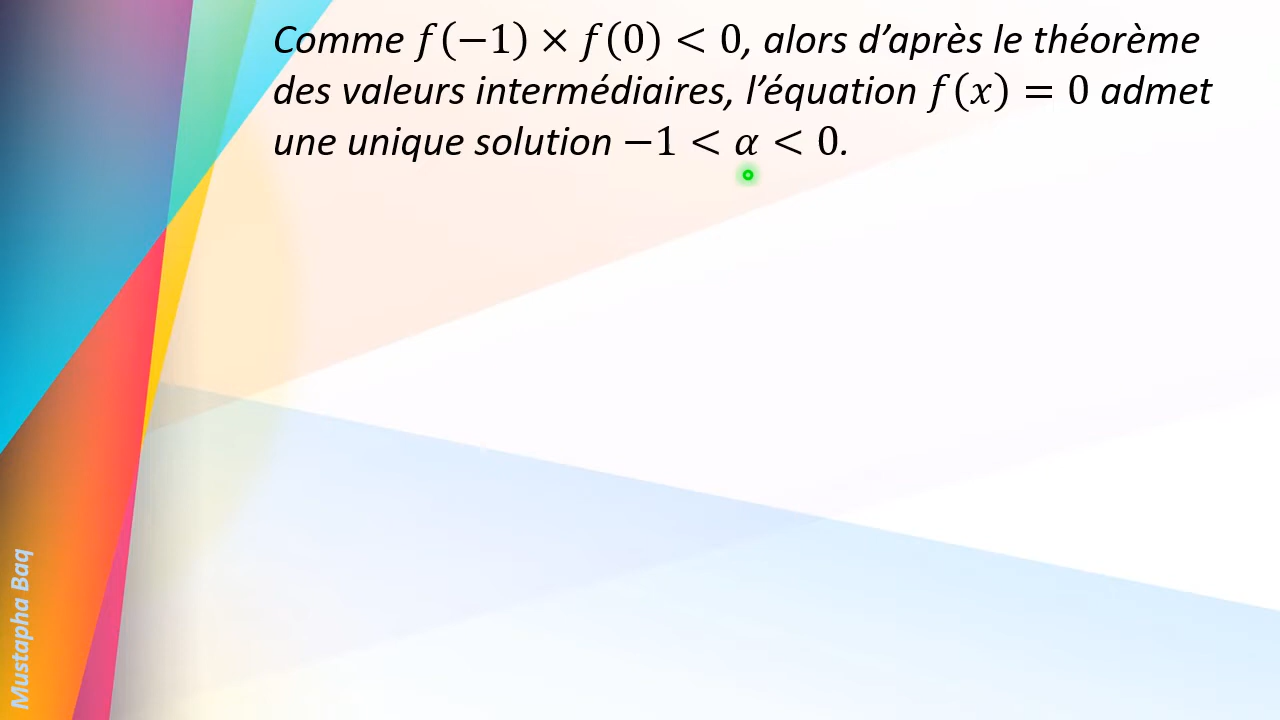 Comme f(−1) × f(0) < 0, alors d’après le théorème
des valeurs intermédiaires, l’équation f(x) = 0 admet
une unique solution −1 < α < 0.
Mustapha Baq